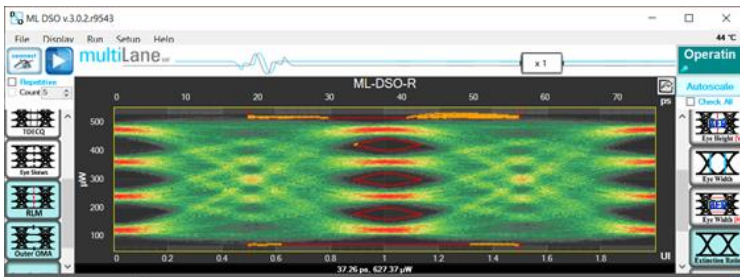 ML DSO v.3.0.2.r9543
File Display Run Setup Help
44 °C
connect
multiLane
x 1
Operatin
Repetitive
Count 5
ML-DSO-R
Autoscale
Check All
0 10 20 30 40 50 60 70 ps
500
400
300
200
100
µW
TDECQ
Eye Skews
RLM
Outer OMA
Eye Height
Eye Width
Eye Width
Extinction Ratio
0 0.2 0.4 0.6 0.8 1 1.2 1.4 1.6 1.8 UI
37.26 ps, 627.37 µW